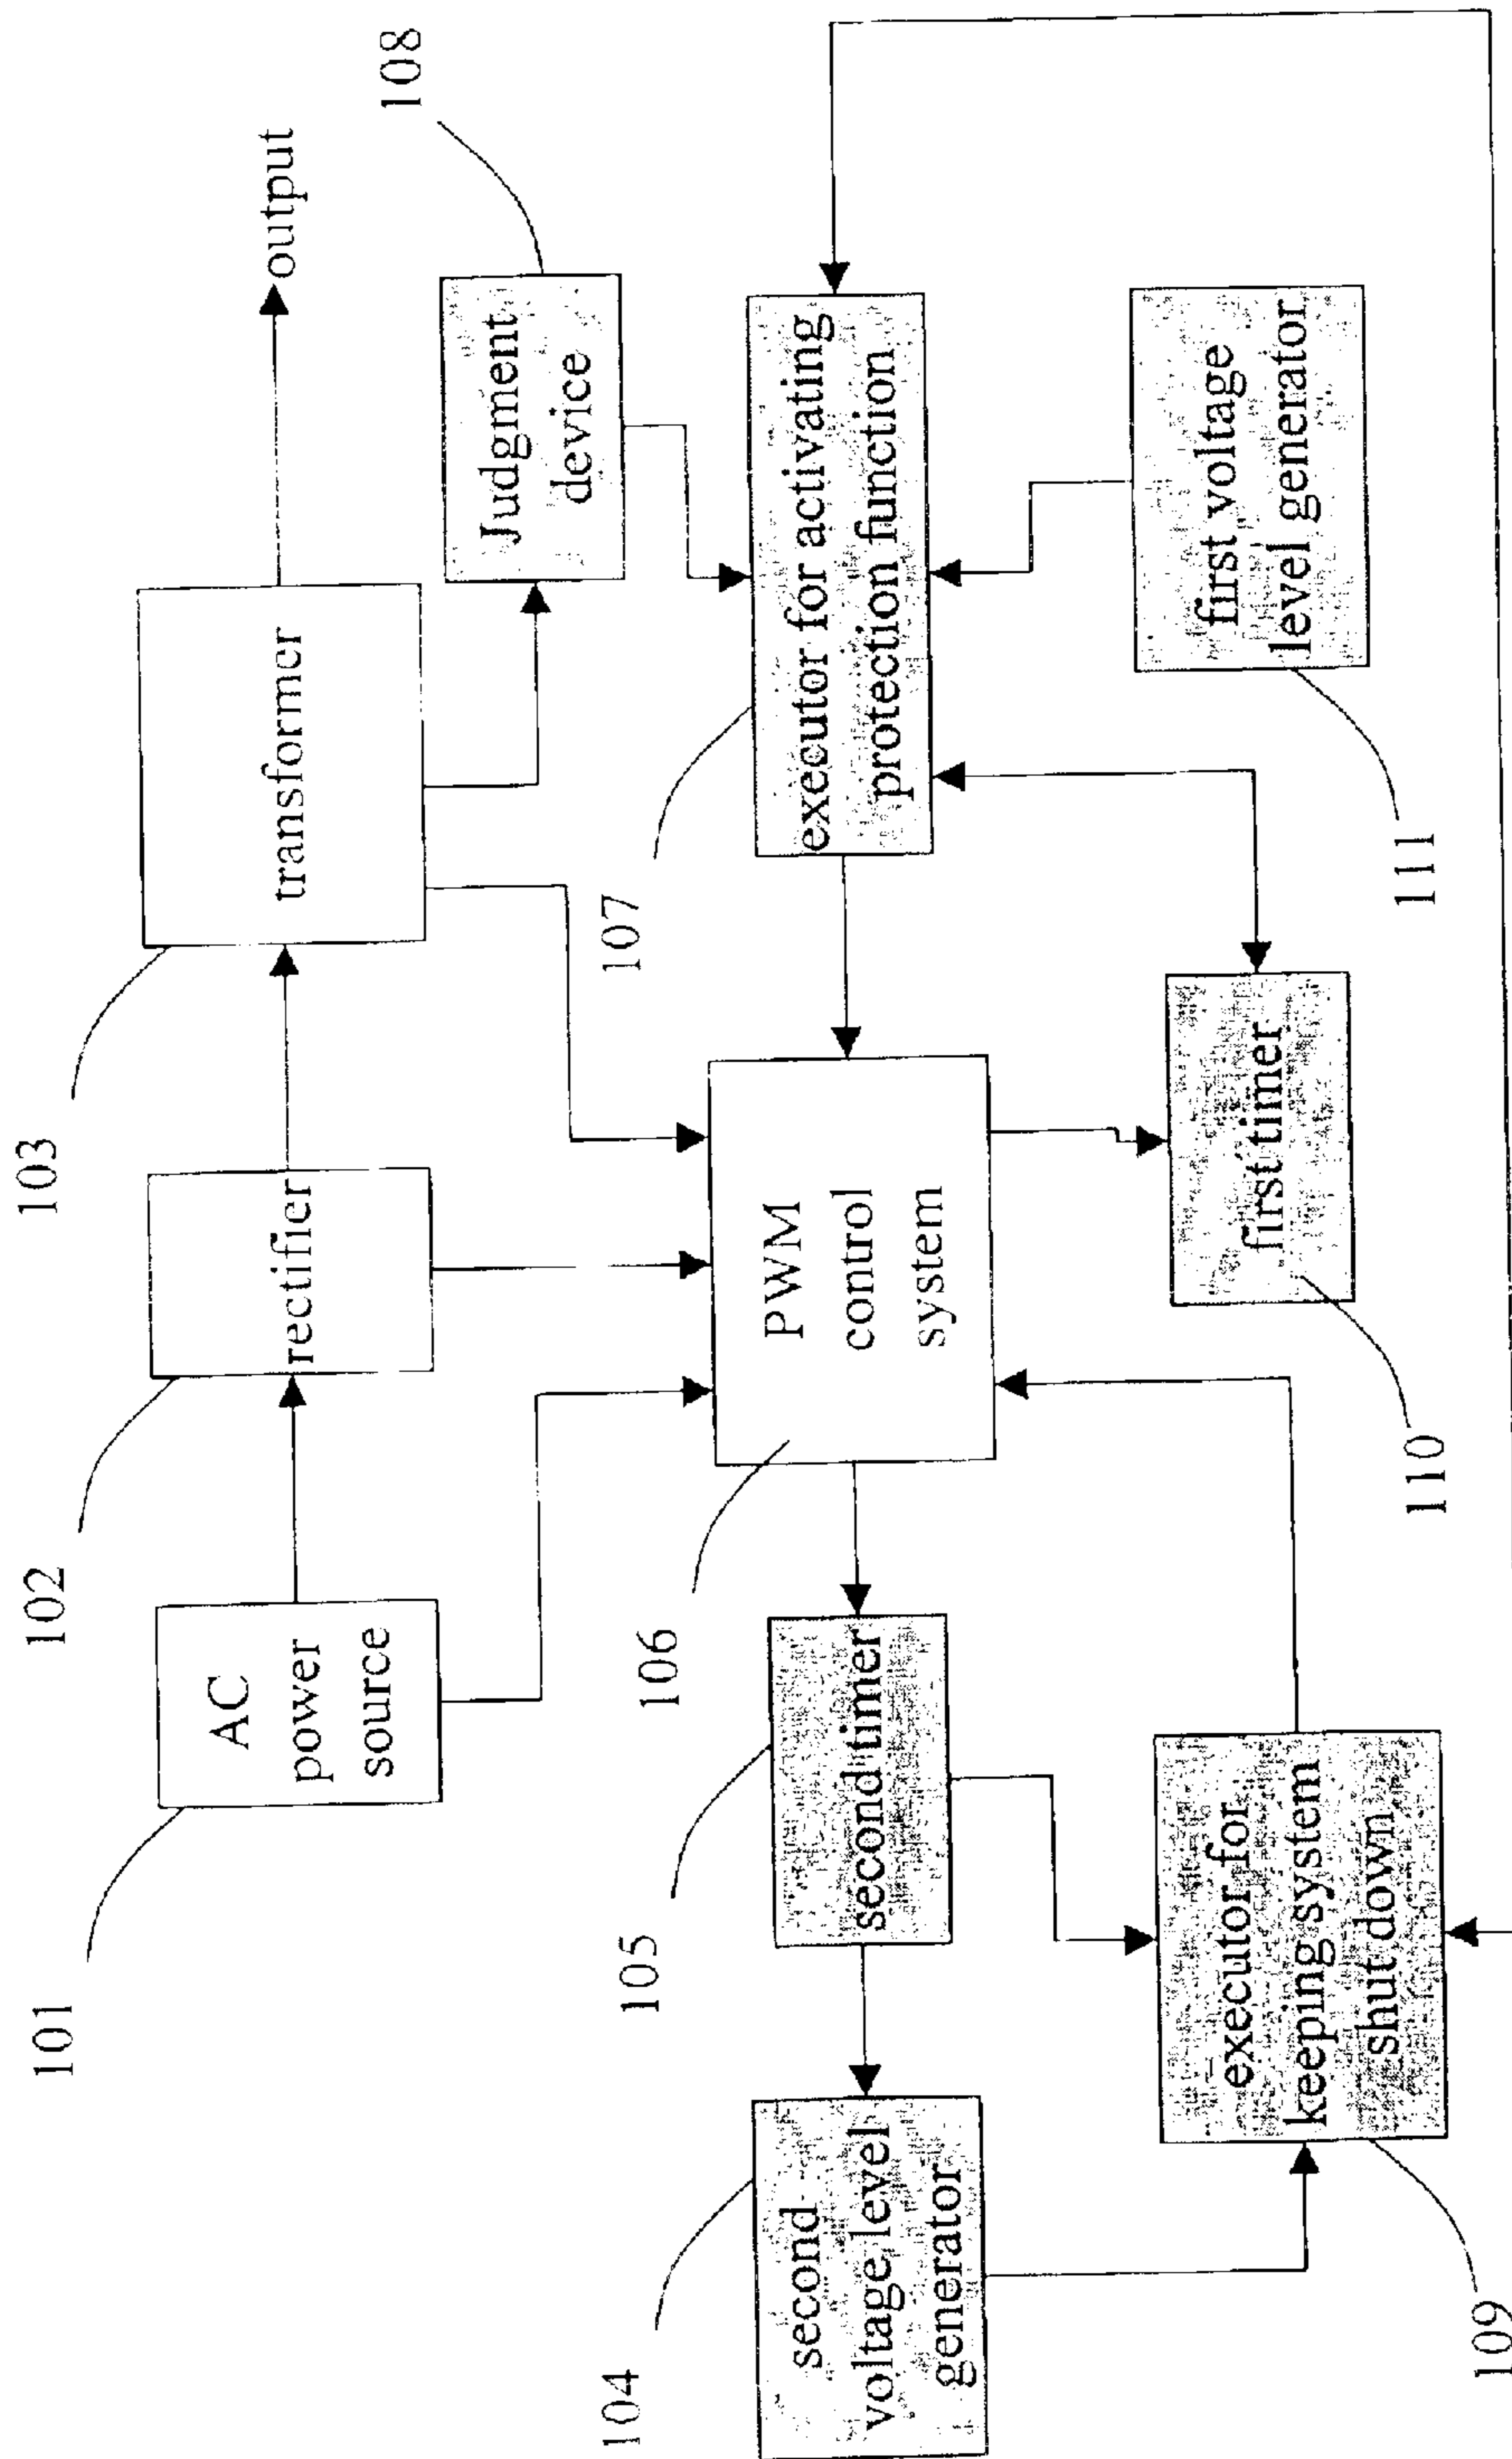 101
102
103
AC
power
source
rectifier
transformer
output
108
Judgment
device
104
105
106
107
second
voltage level
generator
second timer
PWM
control
system
executor for activating
protection function
109
110
111
executor for
keeping system
shut down
first timer
first voltage
level generator